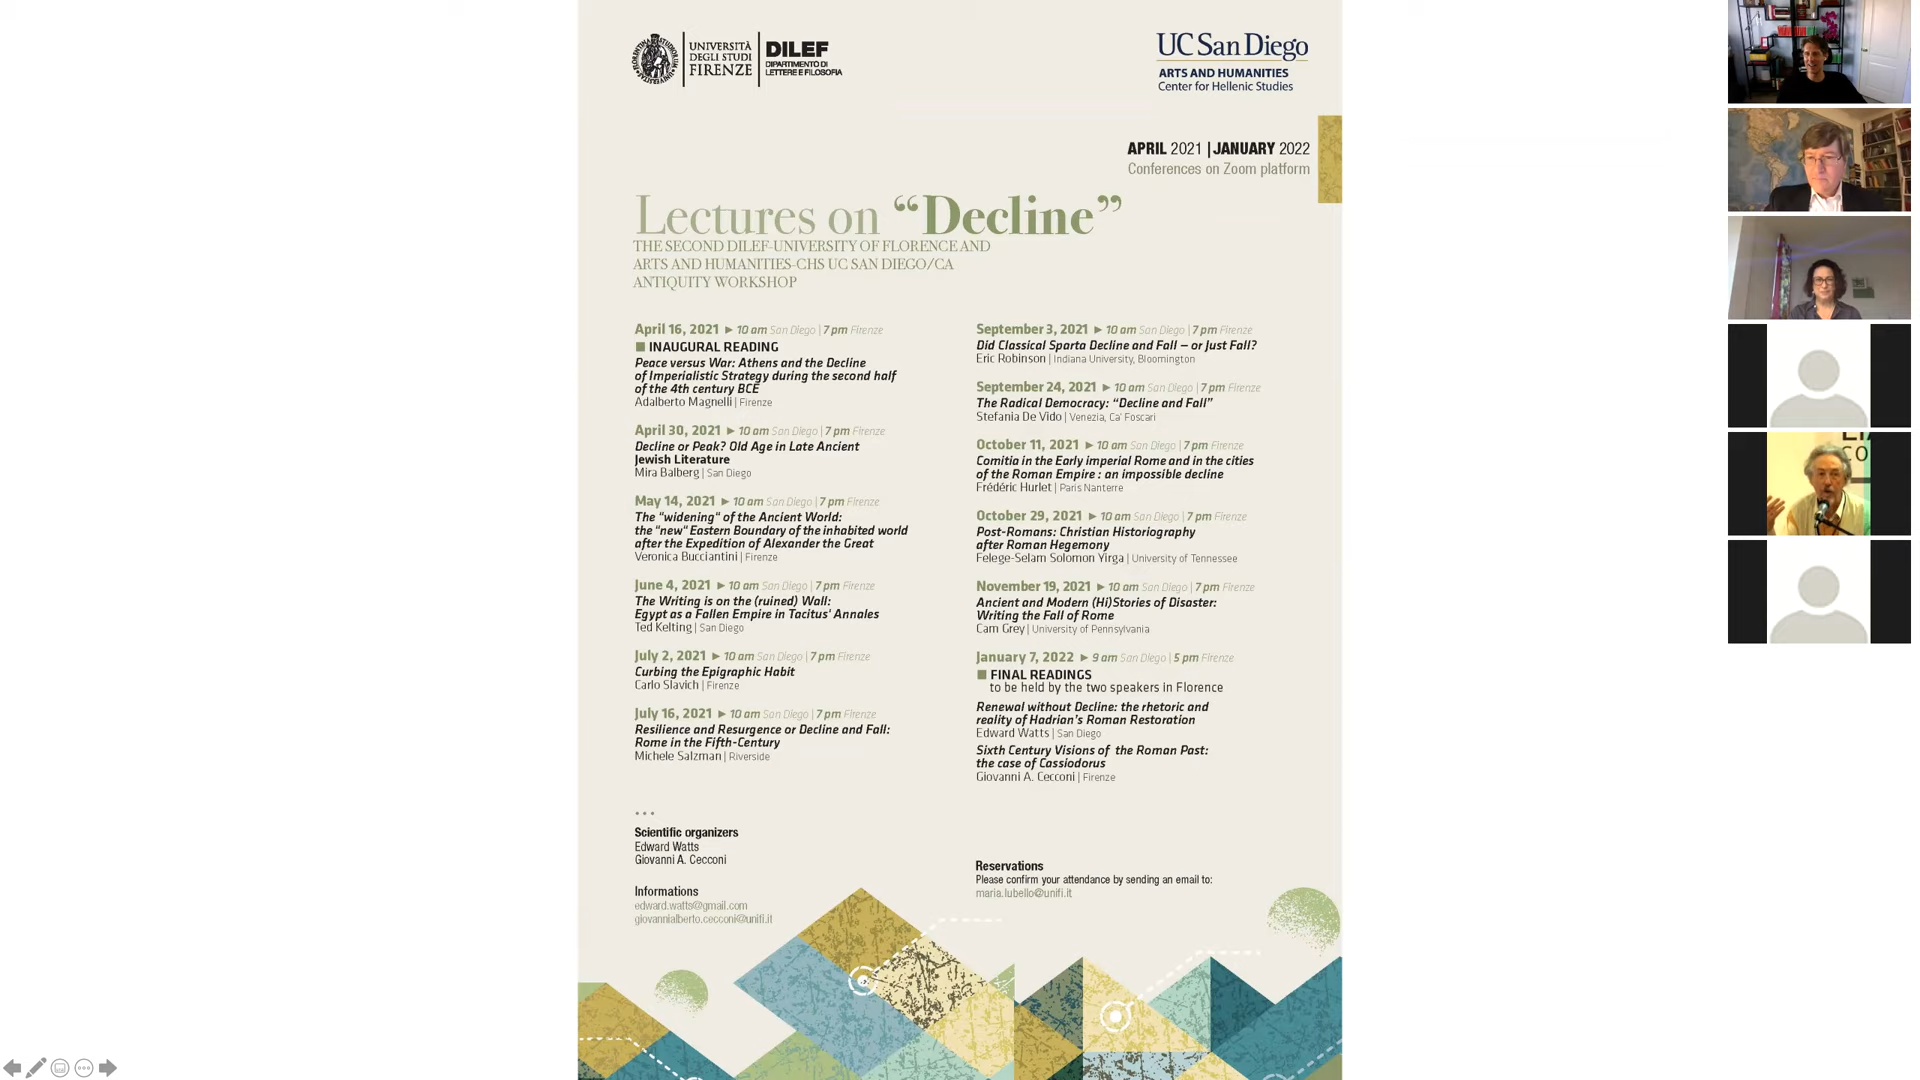 UNIVERSITÀ
DEGLI STUDI
FIRENZE
DILEF
DIPARTIMENTO DI
LETTERE E FILOSOFIA
UC San Diego
ARTS AND HUMANITIES
Center for Hellenic Studies
APRIL 2021 | JANUARY 2022
Conferences on Zoom platform
Lectures on “Decline”
THE SECOND DILEF-UNIVERSITY OF FLORENCE AND
ARTS AND HUMANITIES-CHS UC SAN DIEGO/CA
ANTIQUITY WORKSHOP
April 16, 2021 ► 10 am San Diego | 7 pm Firenze
INAUGURAL READING
Peace versus War: Athens and the Decline
of Imperialistic Strategy during the second half
of the 4th century BCE
Adalberto Magnelli | Firenze
April 30, 2021 ► 10 am San Diego | 7 pm Firenze
Decline or Peak? Old Age in Late Ancient
Jewish Literature
Mira Balberg | San Diego
May 14, 2021 ► 10 am San Diego | 7 pm Firenze
The "widening" of the Ancient World:
the "new" Eastern Boundary of the inhabited world
after the Expedition of Alexander the Great
Veronica Bucciantini | Firenze
June 4, 2021 ► 10 am San Diego | 7 pm Firenze
The Writing is on the (ruined) Wall:
Egypt as a Fallen Empire in Tacitus' Annales
Ted Kelting | San Diego
July 2, 2021 ► 10 am San Diego | 7 pm Firenze
Curbing the Epigraphic Habit
Carlo Slavich | Firenze
July 16, 2021 ► 10 am San Diego | 7 pm Firenze
Resilience and Resurgence or Decline and Fall:
Rome in the Fifth-Century
Michele Salzman | Riverside
September 3, 2021 ► 10 am San Diego | 7 pm Firenze
Did Classical Sparta Decline and Fall – or Just Fall?
Eric Robinson | Indiana University, Bloomington
September 24, 2021 ► 10 am San Diego | 7 pm Firenze
The Radical Democracy: “Decline and Fall”
Stefania De Vido | Venezia, Ca' Foscari
October 11, 2021 ► 10 am San Diego | 7 pm Firenze
Comitia in the Early imperial Rome and in the cities
of the Roman Empire : an impossible decline
Frédéric Hurlet | Paris Nanterre
October 29, 2021 ► 10 am San Diego | 7 pm Firenze
Post-Romans: Christian Historiography
after Roman Hegemony
Felege-Selam Solomon Yirga | University of Tennessee
November 19, 2021 ► 10 am San Diego | 7 pm Firenze
Ancient and Modern (Hi)Stories of Disaster:
Writing the Fall of Rome
Cam Grey | University of Pennsylvania
January 7, 2022 ► 9 am San Diego | 5 pm Firenze
FINAL READINGS
to be held by the two speakers in Florence
Renewal without Decline: the rhetoric and
reality of Hadrian's Roman Restoration
Edward Watts | San Diego
Sixth Century Visions of the Roman Past:
the case of Cassiodorus
Giovanni A. Cecconi | Firenze
...
Scientific organizers
Edward Watts
Giovanni A. Cecconi
Informations
edward.watts@gmail.com
giovannialberto.cecconi@unifi.it
Reservations
Please confirm your attendance by sending an email to:
maria.lubello@unifi.it